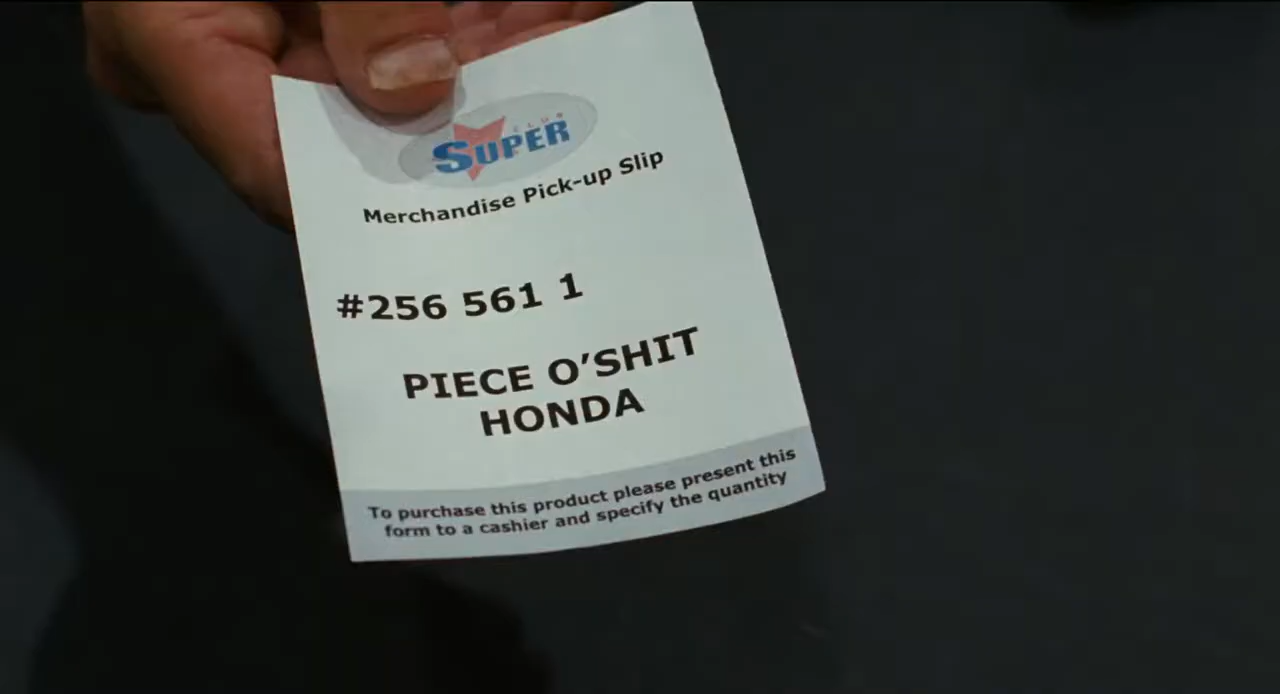 CLUB
SUPER
Merchandise Pick-up Slip
#256 561 1
PIECE O'SHIT
HONDA
To purchase this product please present this
form to a cashier and specify the quantity